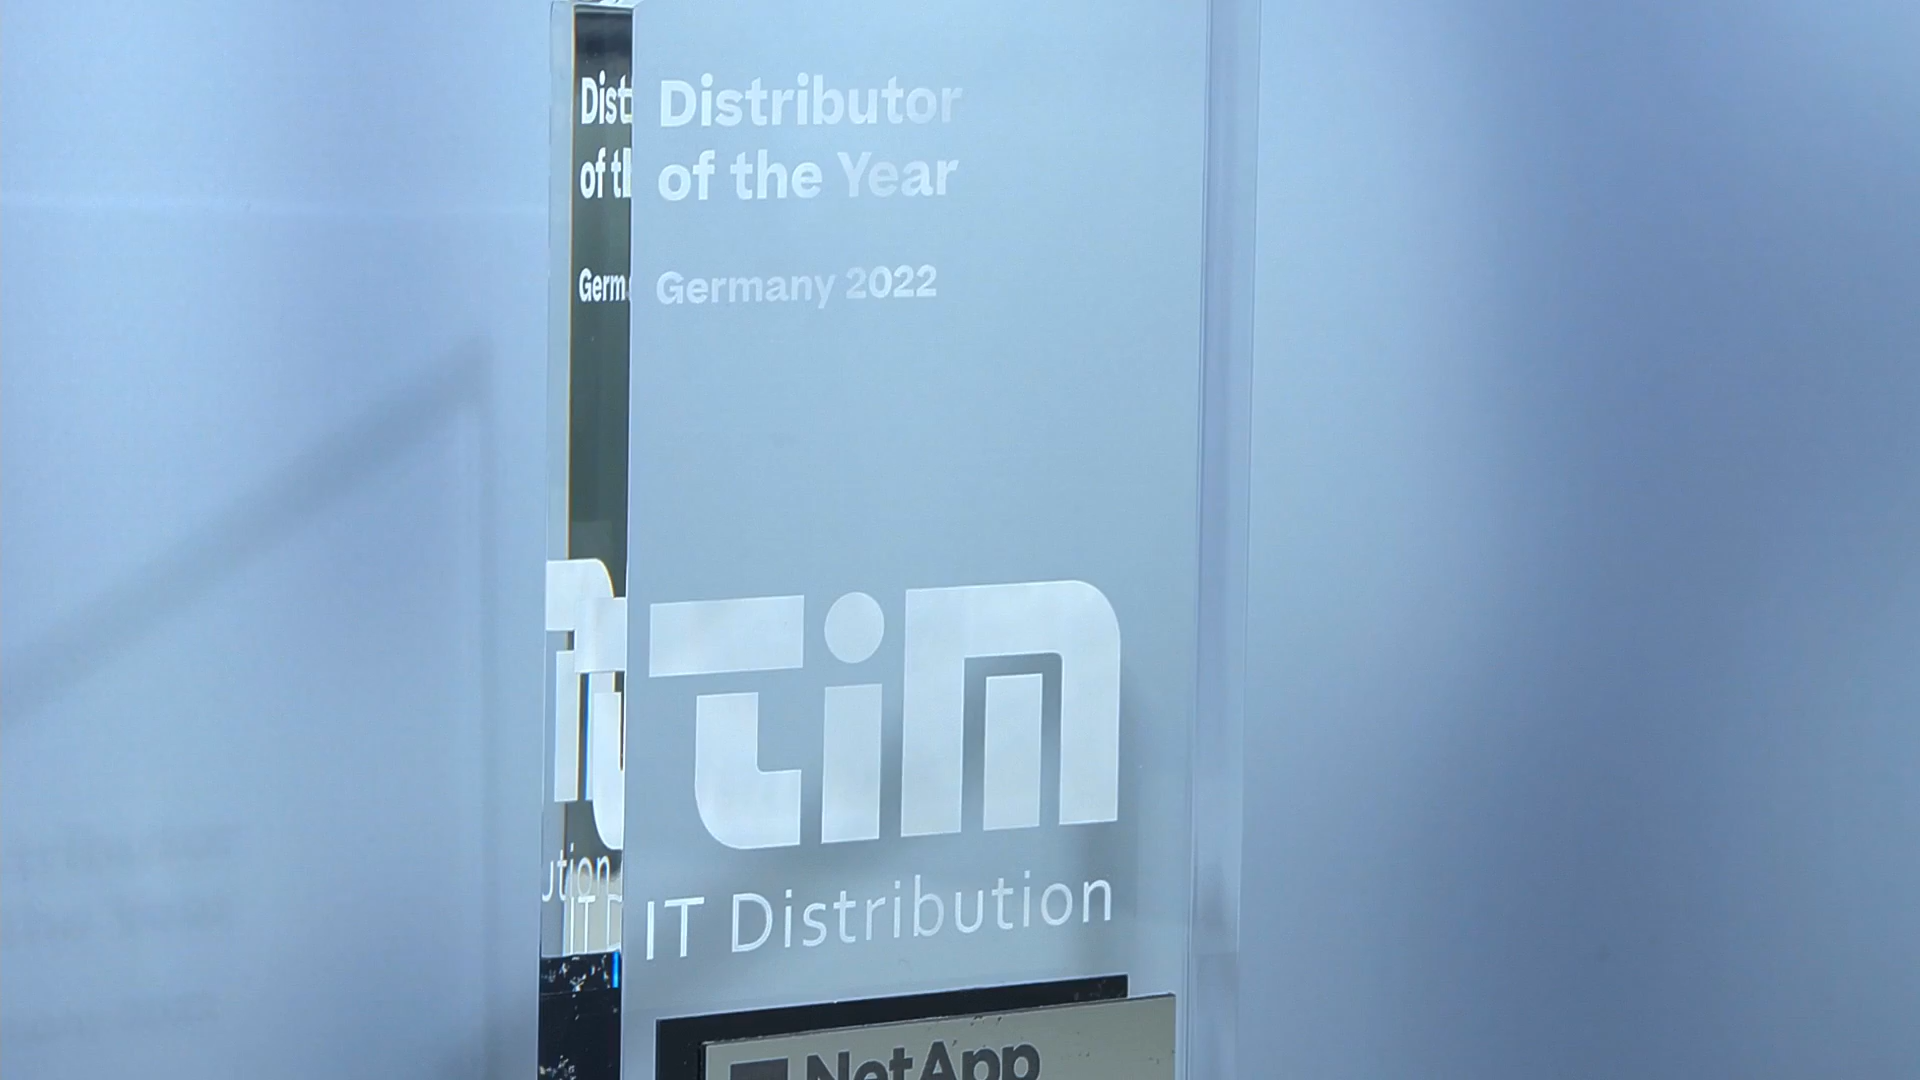 Distributor
of the Year
Germany 2022
tim
IT Distribution
NetApp